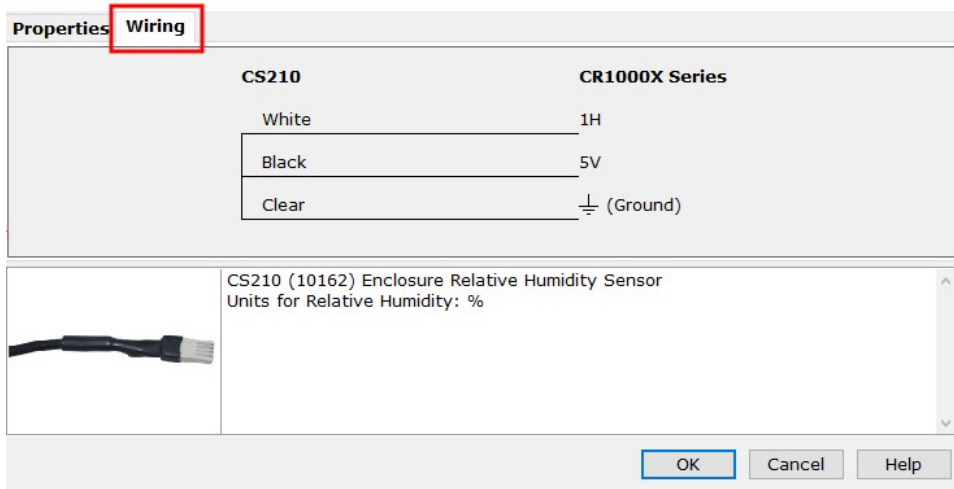 Properties Wiring
CS210 CR1000X Series
White 1H
Black 5V
Clear (Ground)
CS210 (10162) Enclosure Relative Humidity Sensor
Units for Relative Humidity: %
OK Cancel Help